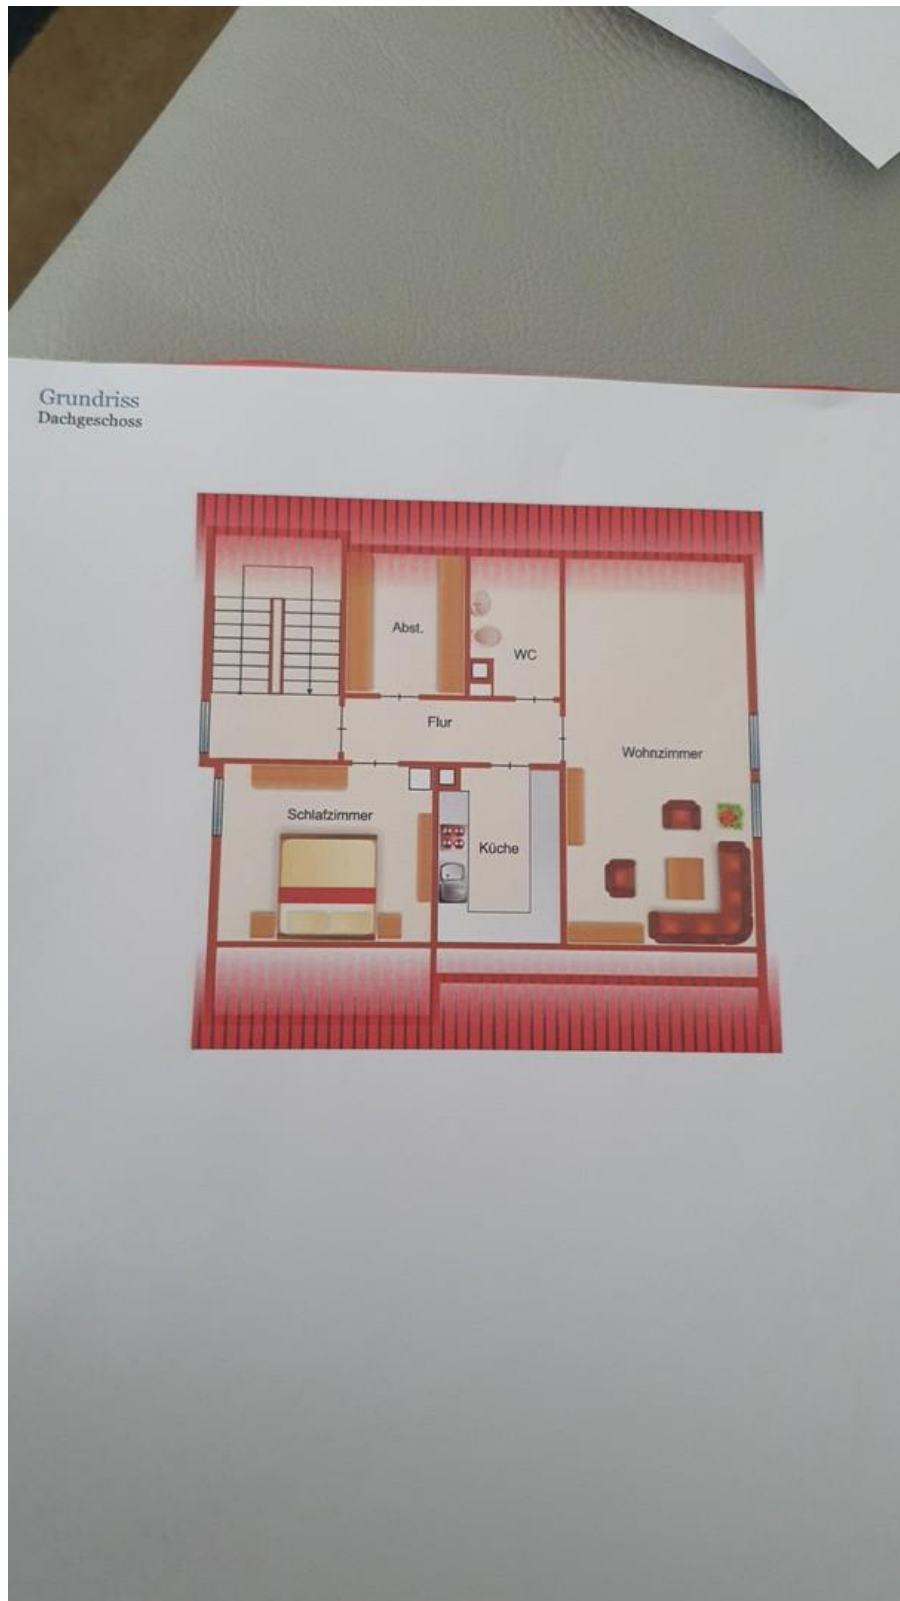 Grundriss
Dachgeschoss
Abst.
WC
Flur
Wohnzimmer
Schlafzimmer
Küche